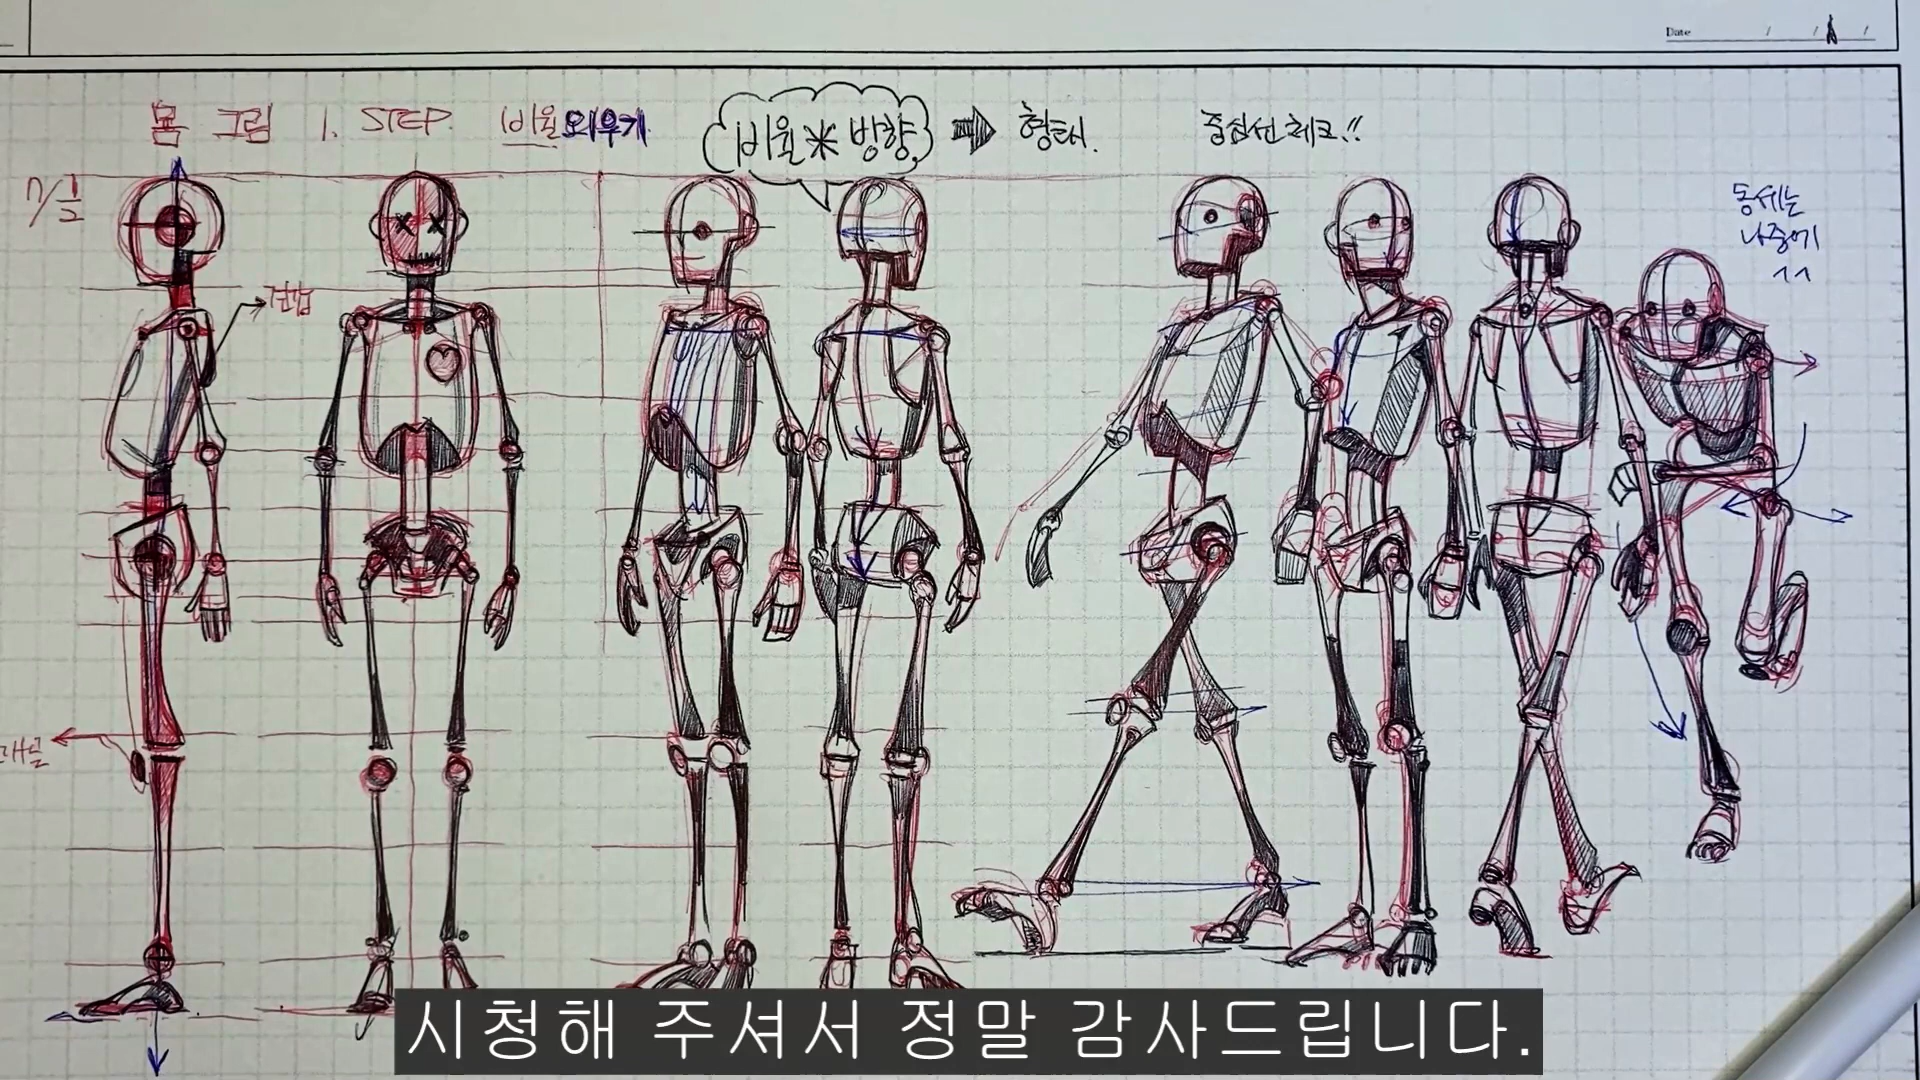 Date / / /
몸 그림 1. STEP. 비율 외우기
비율 * 방향
형태.
중심선 체크!!
7/ 1/2
동세는
나중에
^^
시청해 주셔서 정말 감사드립니다.